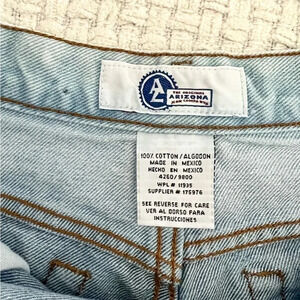 AZ
THE ORIGINAL
ARIZONA
JEAN COMPANY
100% COTTON/ALGODON
MADE IN MEXICO
HECHO EN MEXICO
42E0/9800
WPL# 11935
SUPPLIER # 175976
SEE REVERSE FOR CARE
VER AL DORSO PARA
INSTRUCCIONES